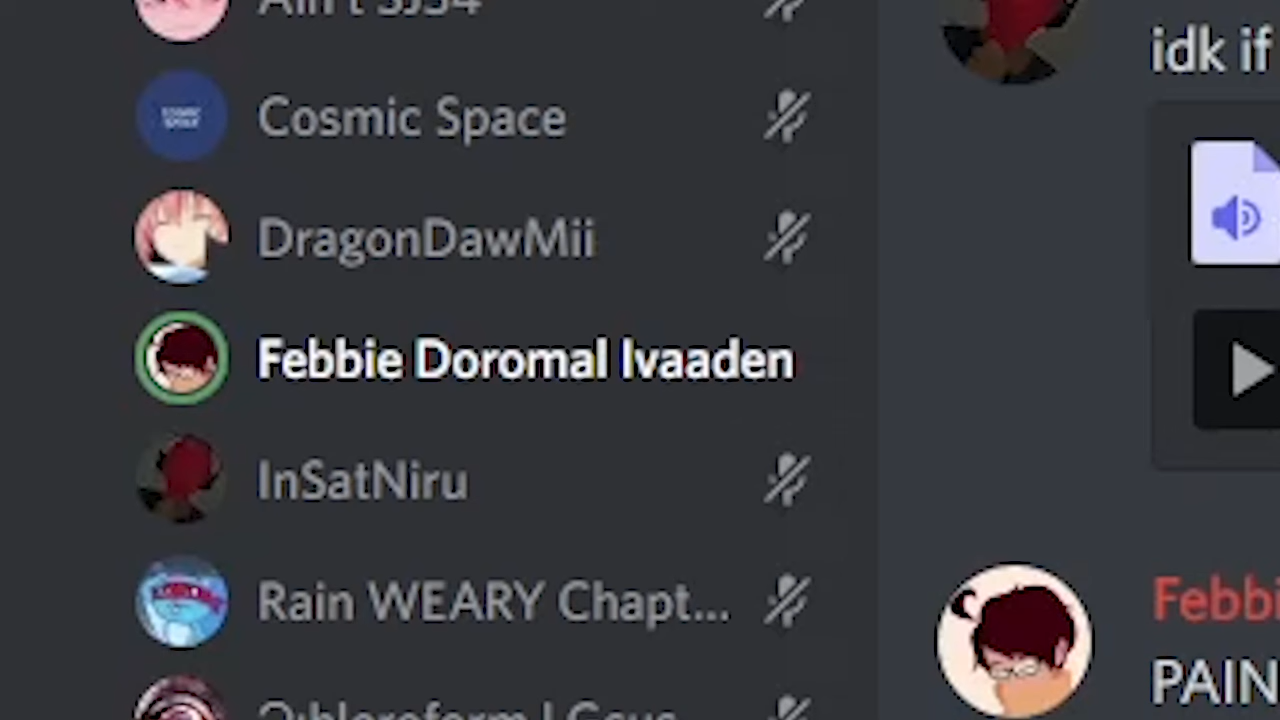 Cosmic Space
DragonDawMii
Febbie Doromal Ivaaden
InSatNiru
Rain WEARY Chapt...
idk if
Febbi
PAIN